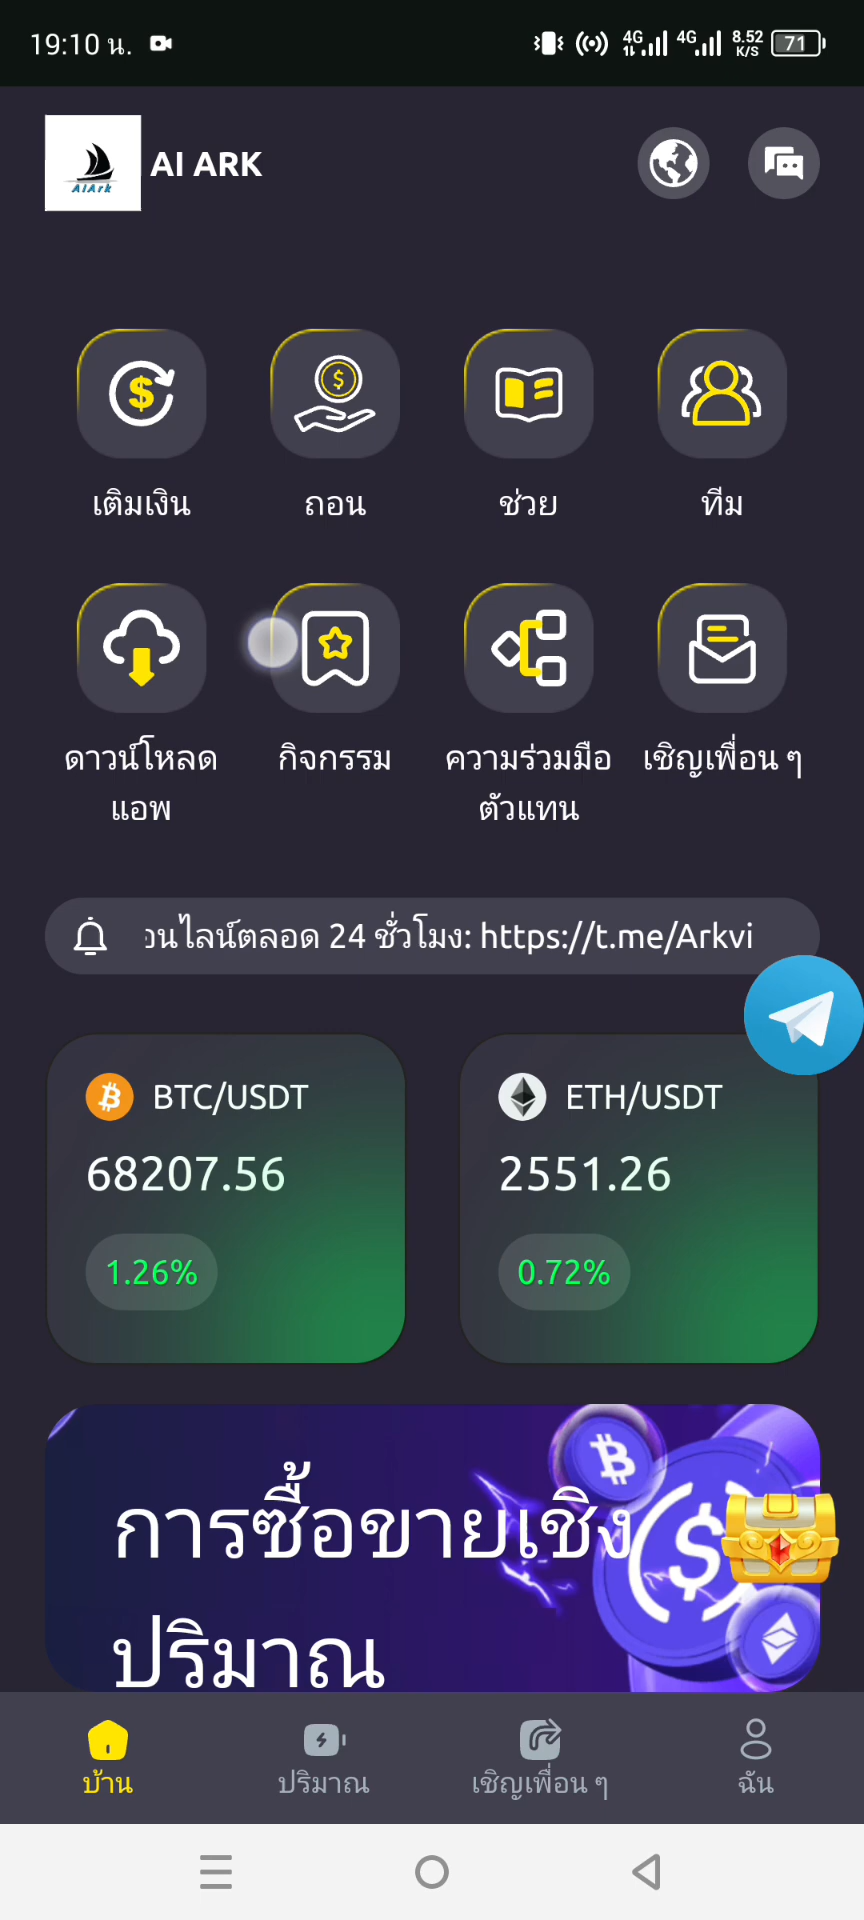 19:10 น.
4G 4G 8.52 K/S 71
AIArk
AI ARK
เติมเงิน ถอน ช่วย ทีม
ดาวน์โหลด กิจกรรม ความร่วมมือ เชิญเพื่อน ๆ
แอพ ตัวแทน
อนไลน์ตลอด 24 ชั่วโมง: https://t.me/Arkvi
BTC/USDT ETH/USDT
68207.56 2551.26
1.26% 0.72%
การซื้อขายเชิง
ปริมาณ
บ้าน ปริมาณ เชิญเพื่อน ๆ ฉัน